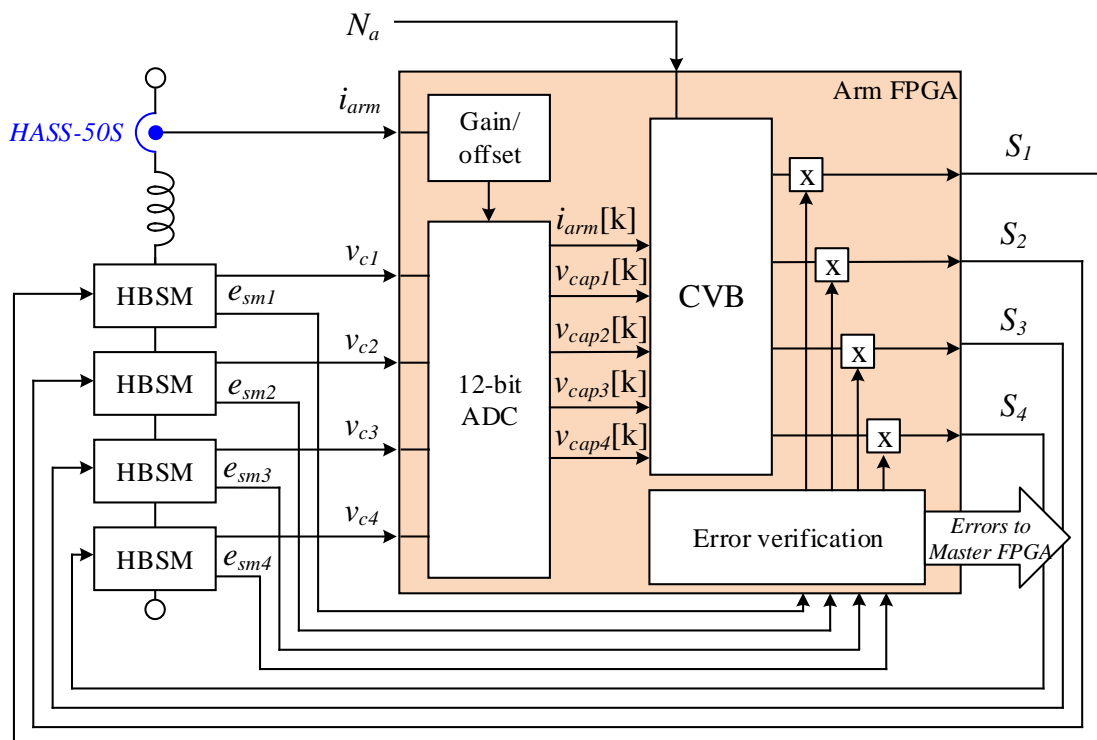 N_a
Arm FPGA
i_arm
HASS-50S
Gain/
offset
S_1
i_arm[k]
S_2
v_c1
v_cap1[k]
HBSM
e_sm1
CVB
S_3
v_c2
v_cap2[k]
HBSM
e_sm2
12-bit
ADC
v_cap3[k]
S_4
v_c3
v_cap4[k]
HBSM
e_sm3
x
x
x
x
v_c4
Error verification
Errors to
Master FPGA
HBSM
e_sm4